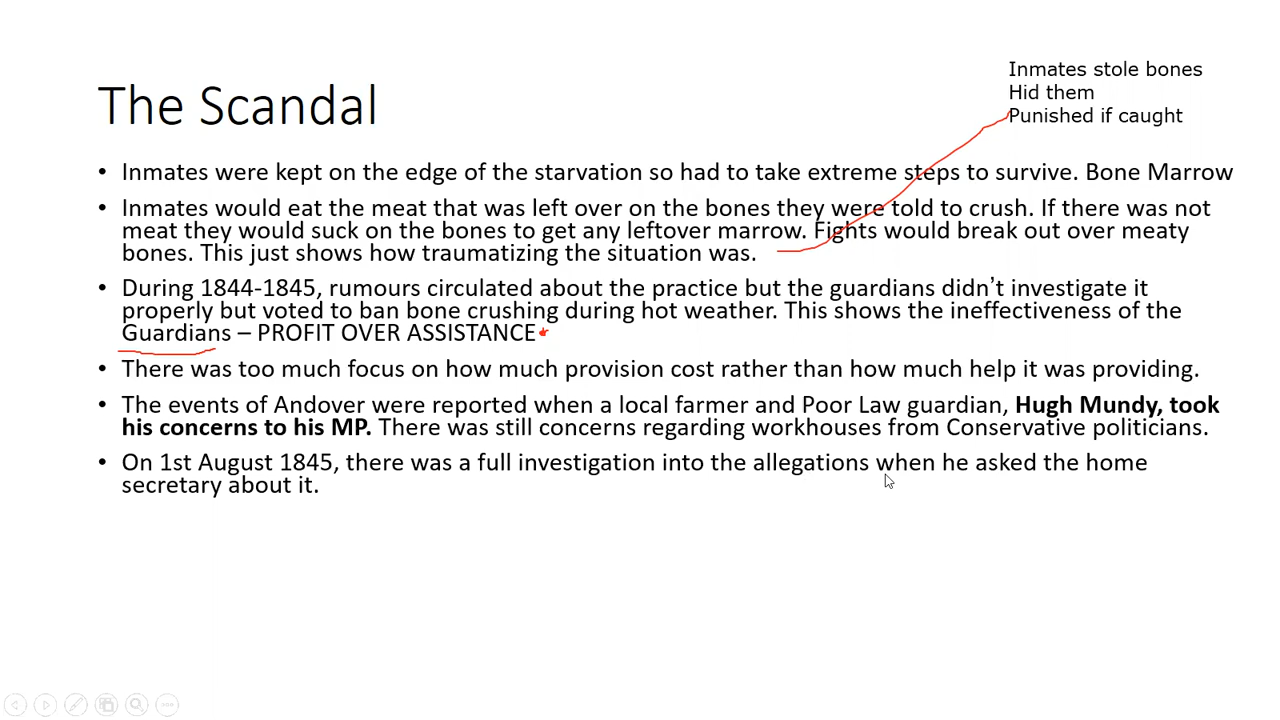 Inmates stole bones
Hid them
Punished if caught
The Scandal
• Inmates were kept on the edge of the starvation so had to take extreme steps to survive. Bone Marrow
• Inmates would eat the meat that was left over on the bones they were told to crush. If there was not
meat they would suck on the bones to get any leftover marrow. Fights would break out over meaty
bones. This just shows how traumatizing the situation was.
• During 1844-1845, rumours circulated about the practice but the guardians didn’t investigate it
properly but voted to ban bone crushing during hot weather. This shows the ineffectiveness of the
Guardians – PROFIT OVER ASSISTANCE
• There was too much focus on how much provision cost rather than how much help it was providing.
• The events of Andover were reported when a local farmer and Poor Law guardian, Hugh Mundy, took
his concerns to his MP. There was still concerns regarding workhouses from Conservative politicians.
• On 1st August 1845, there was a full investigation into the allegations when he asked the home
secretary about it.